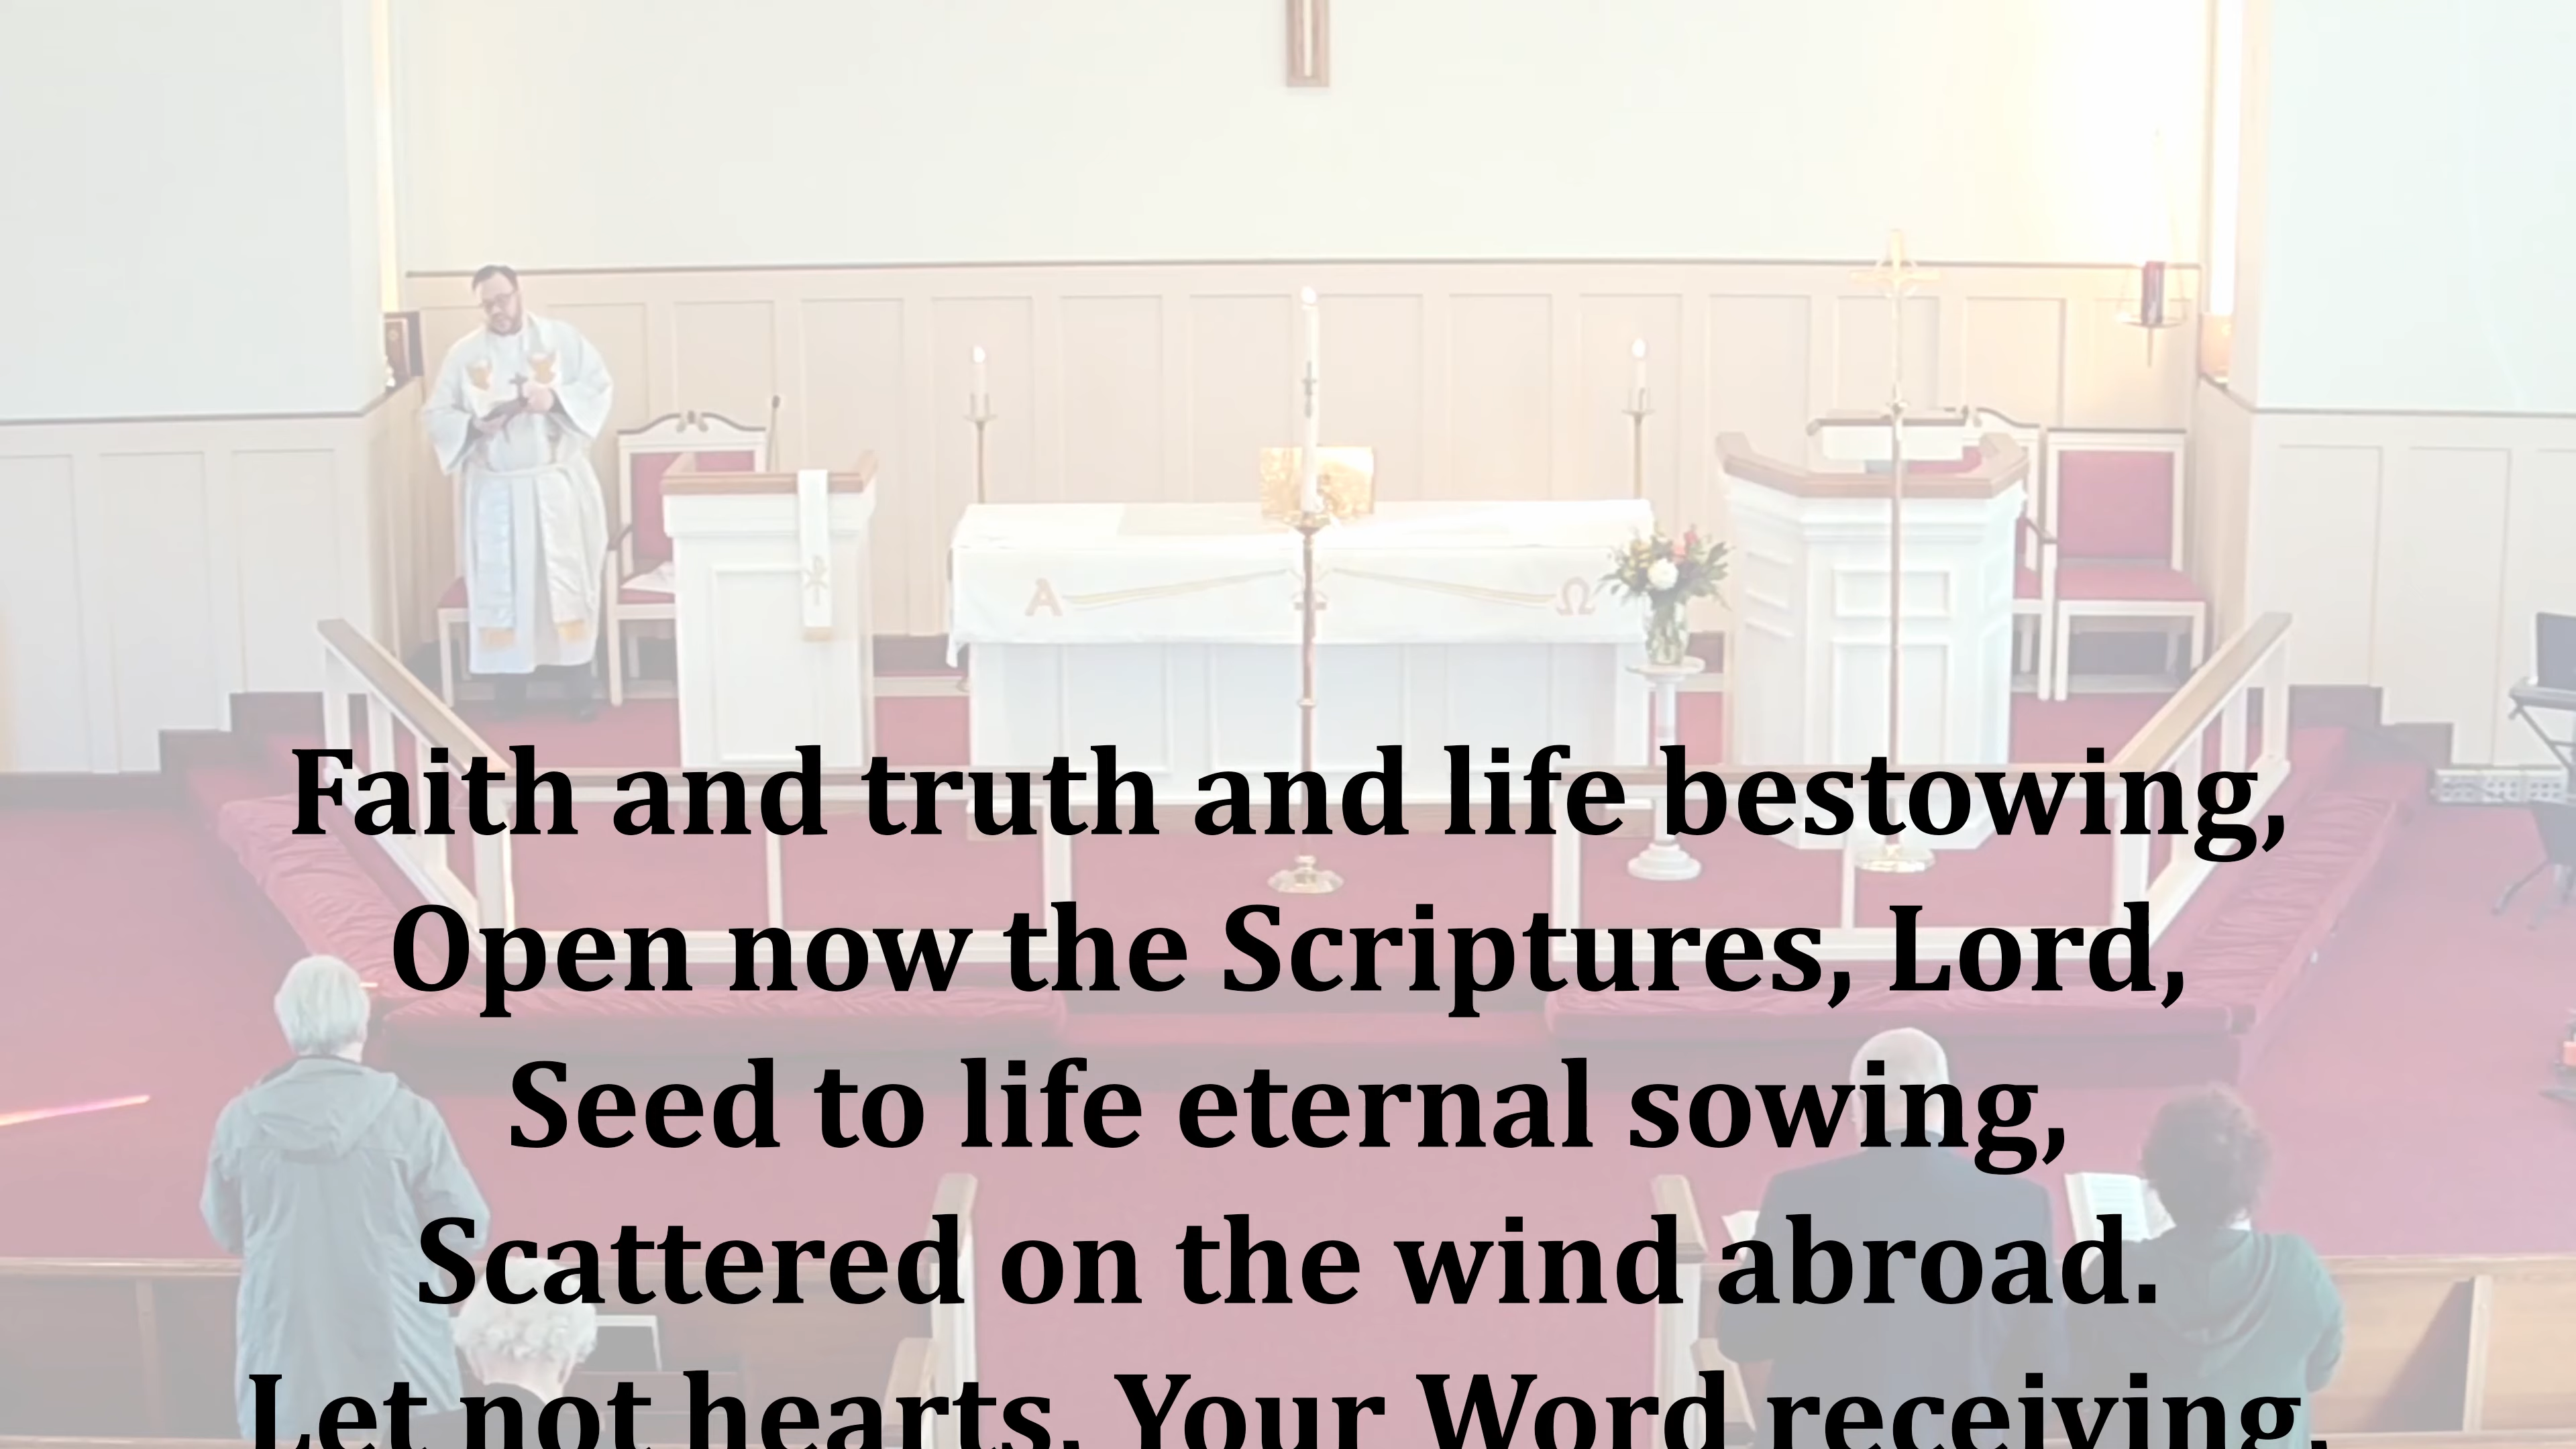 Α Ω
Faith and truth and life bestowing,
Open now the Scriptures, Lord,
Seed to life eternal sowing,
Scattered on the wind abroad.
Let not hearts, Your Word receiving,